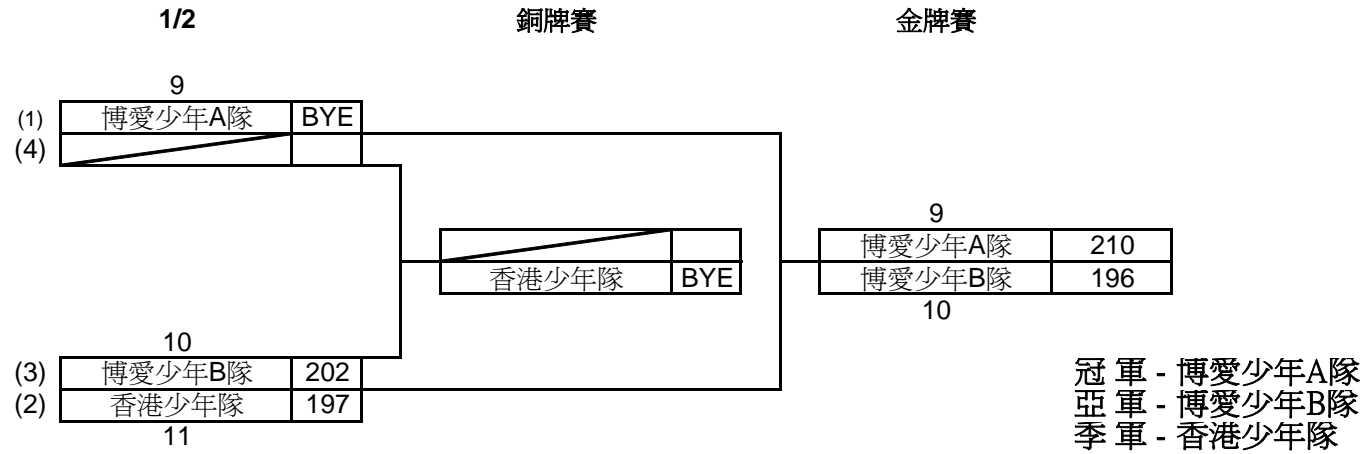 1/2 銅牌賽 金牌賽
9
(1) 博愛少年A隊 BYE
(4)
9
博愛少年A隊 210
香港少年隊 BYE 博愛少年B隊 196
10
10
(3) 博愛少年B隊 202
(2) 香港少年隊 197
11
冠 軍 - 博愛少年A隊
亞 軍 - 博愛少年B隊
季 軍 - 香港少年隊